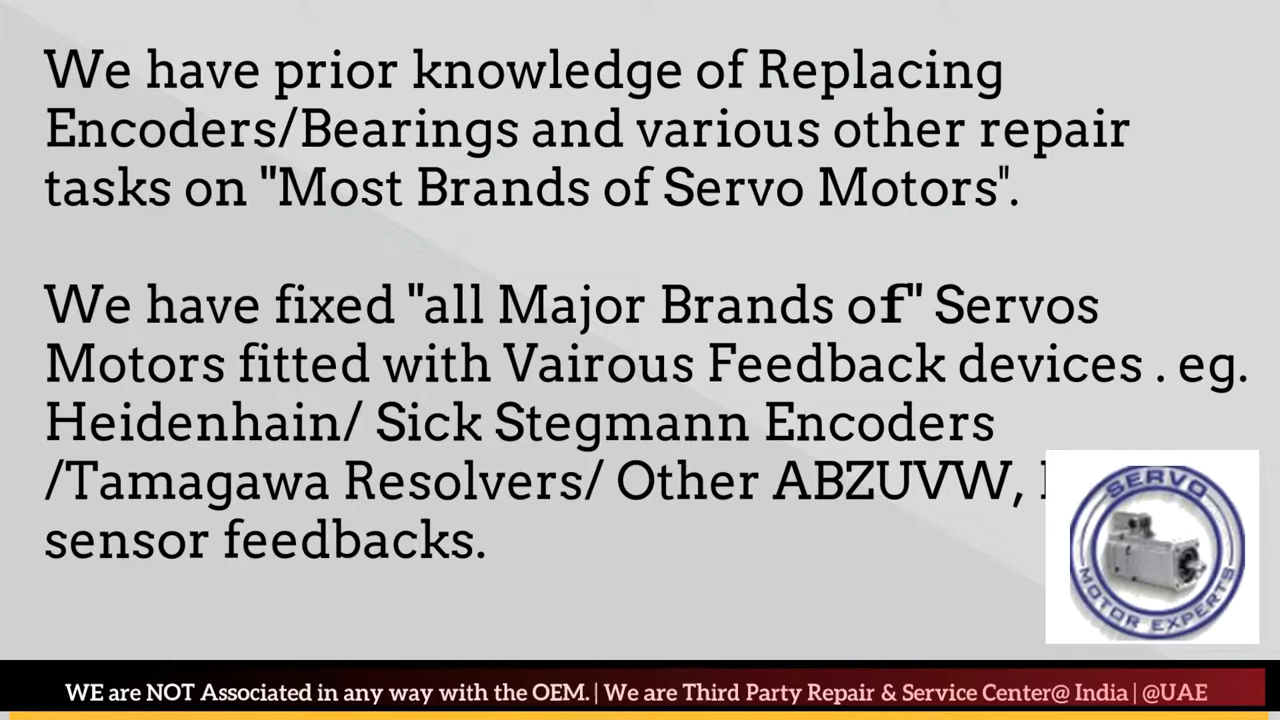 We have prior knowledge of Replacing
Encoders/Bearings and various other repair
tasks on "Most Brands of Servo Motors".
We have fixed "all Major Brands of" Servos
Motors fitted with Vairous Feedback devices . eg.
Heidenhain/ Sick Stegmann Encoders
/Tamagawa Resolvers/ Other ABZUVW,
sensor feedbacks.
SERVO
MOTOR EXPERTS
WE are NOT Associated in any way with the OEM. | We are Third Party Repair & Service Center@ India | @UAE